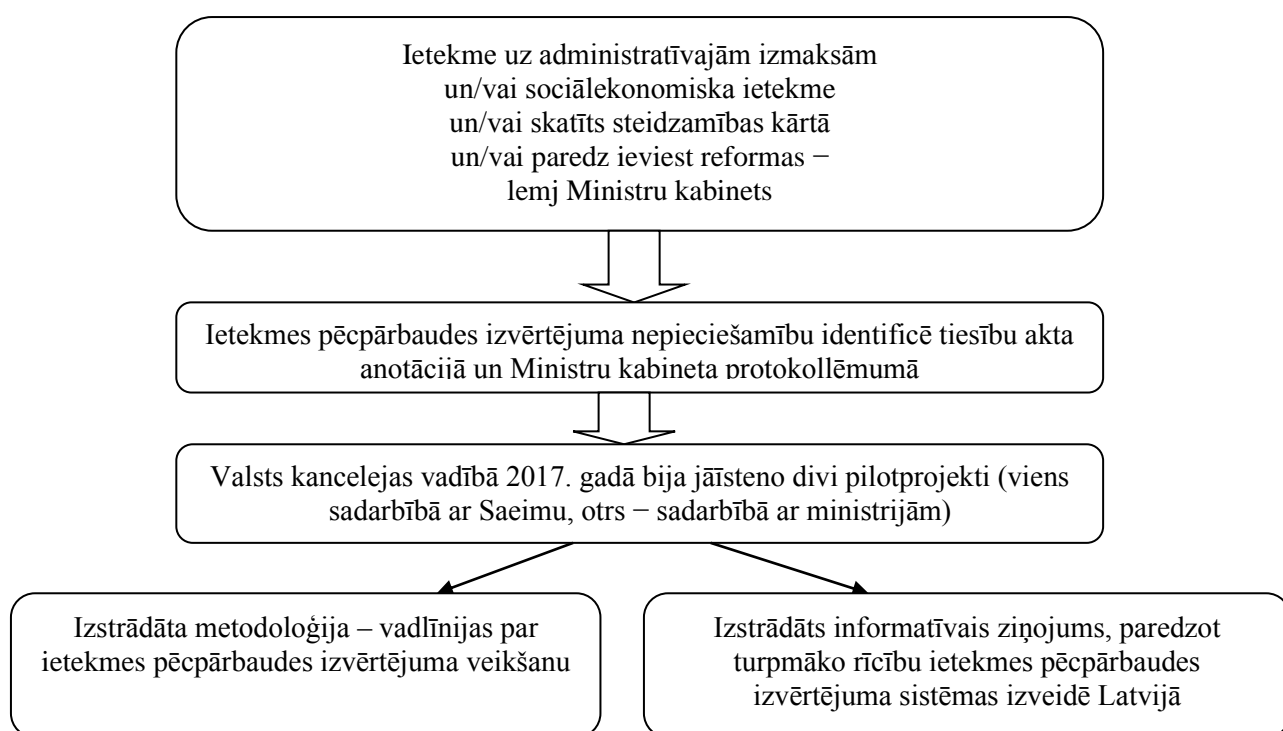 Ietekme uz administratīvajām izmaksām
un/vai sociālekonomiska ietekme
un/vai skatīts steidzamības kārtā
un/vai paredz ieviest reformas −
lemj Ministru kabinets
Ietekmes pēcpārbaudes izvērtējuma nepieciešamību identificē tiesību akta
anotācijā un Ministru kabineta protokollēmumā
Valsts kancelejas vadībā 2017. gadā bija jāīsteno divi pilotprojekti (viens
sadarbībā ar Saeimu, otrs − sadarbībā ar ministrijām)
Izstrādāta metodoloģija – vadlīnijas par
ietekmes pēcpārbaudes izvērtējuma veikšanu
Izstrādāts informatīvais ziņojums, paredzot
turpmāko rīcību ietekmes pēcpārbaudes
izvērtējuma sistēmas izveidē Latvijā